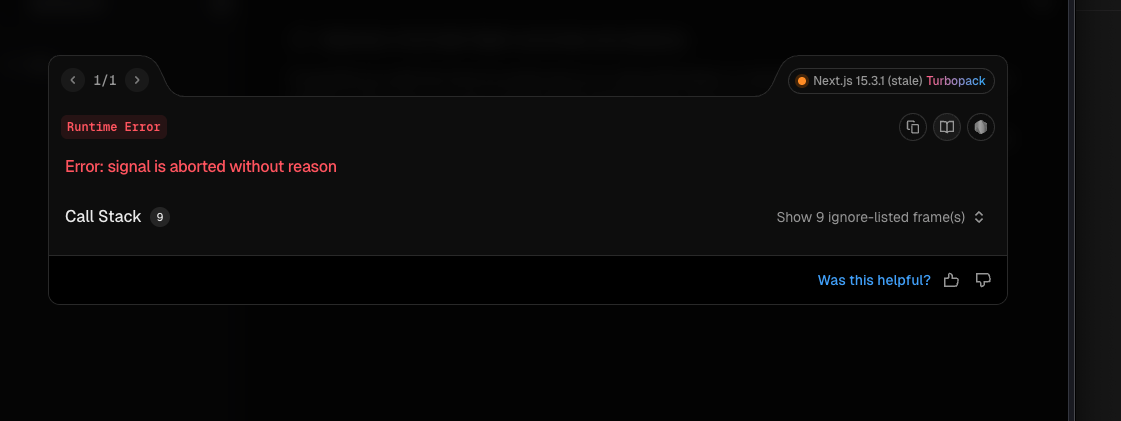 1/1
Next.js 15.3.1 (stale) Turbopack
Runtime Error
Error: signal is aborted without reason
Call Stack 9
Show 9 ignore-listed frame(s)
Was this helpful?